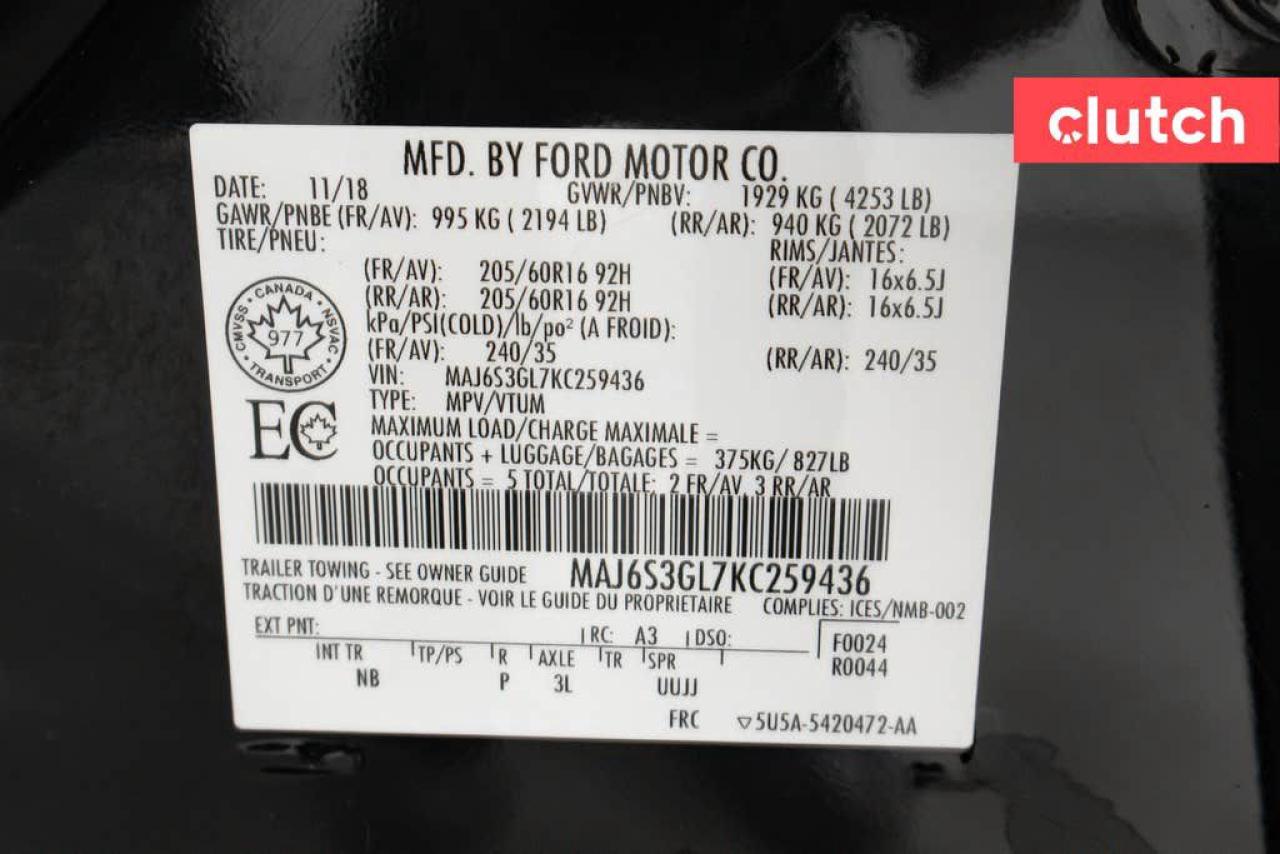 clutch
MFD. BY FORD MOTOR CO.
DATE: 11/18 GVWR/PNBV: 1929 KG ( 4253 LB)
GAWR/PNBE (FR/AV): 995 KG ( 2194 LB) (RR/AR): 940 KG ( 2072 LB)
TIRE/PNEU: RIMS/JANTES:
(FR/AV): 205/60R16 92H (FR/AV): 16x6.5J
(RR/AR): 205/60R16 92H (RR/AR): 16x6.5J
kPa/PSI(COLD)/lb/po² (A FROID):
(FR/AV): 240/35 (RR/AR): 240/35
CANADA • NSVAC • TRANSPORT • CMVSS •
977
VIN: MAJ6S3GL7KC259436
TYPE: MPV/VTUM
EC
MAXIMUM LOAD/CHARGE MAXIMALE =
OCCUPANTS + LUGGAGE/BAGAGES = 375KG/ 827LB
OCCUPANTS = 5 TOTAL/TOTALE: 2 FR/AV 3 RR/AR
TRAILER TOWING - SEE OWNER GUIDE MAJ6S3GL7KC259436
TRACTION D'UNE REMORQUE - VOIR LE GUIDE DU PROPRIETAIRE COMPLIES: ICES/NMB-002
EXT PNT: RC: A3 DSO: F0024
INT TR TP/PS R AXLE TR SPR R0044
NB P 3L UUJJ
FRC ▽5U5A-5420472-AA